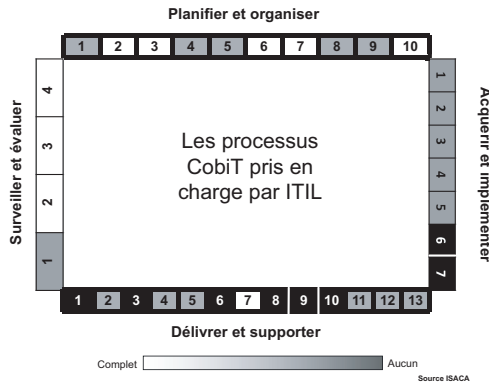 Planifier et organiser
1 2 3 4 5 6 7 8 9 10
Surveiller et évaluer
4
3
2
1
Les processus
CobiT pris en
charge par ITIL
1
2
3
4
5
6
7
Acquérir et implémenter
1 2 3 4 5 6 7 8 9 10 11 12 13
Délivrer et supporter
Complet Aucun
Source ISACA